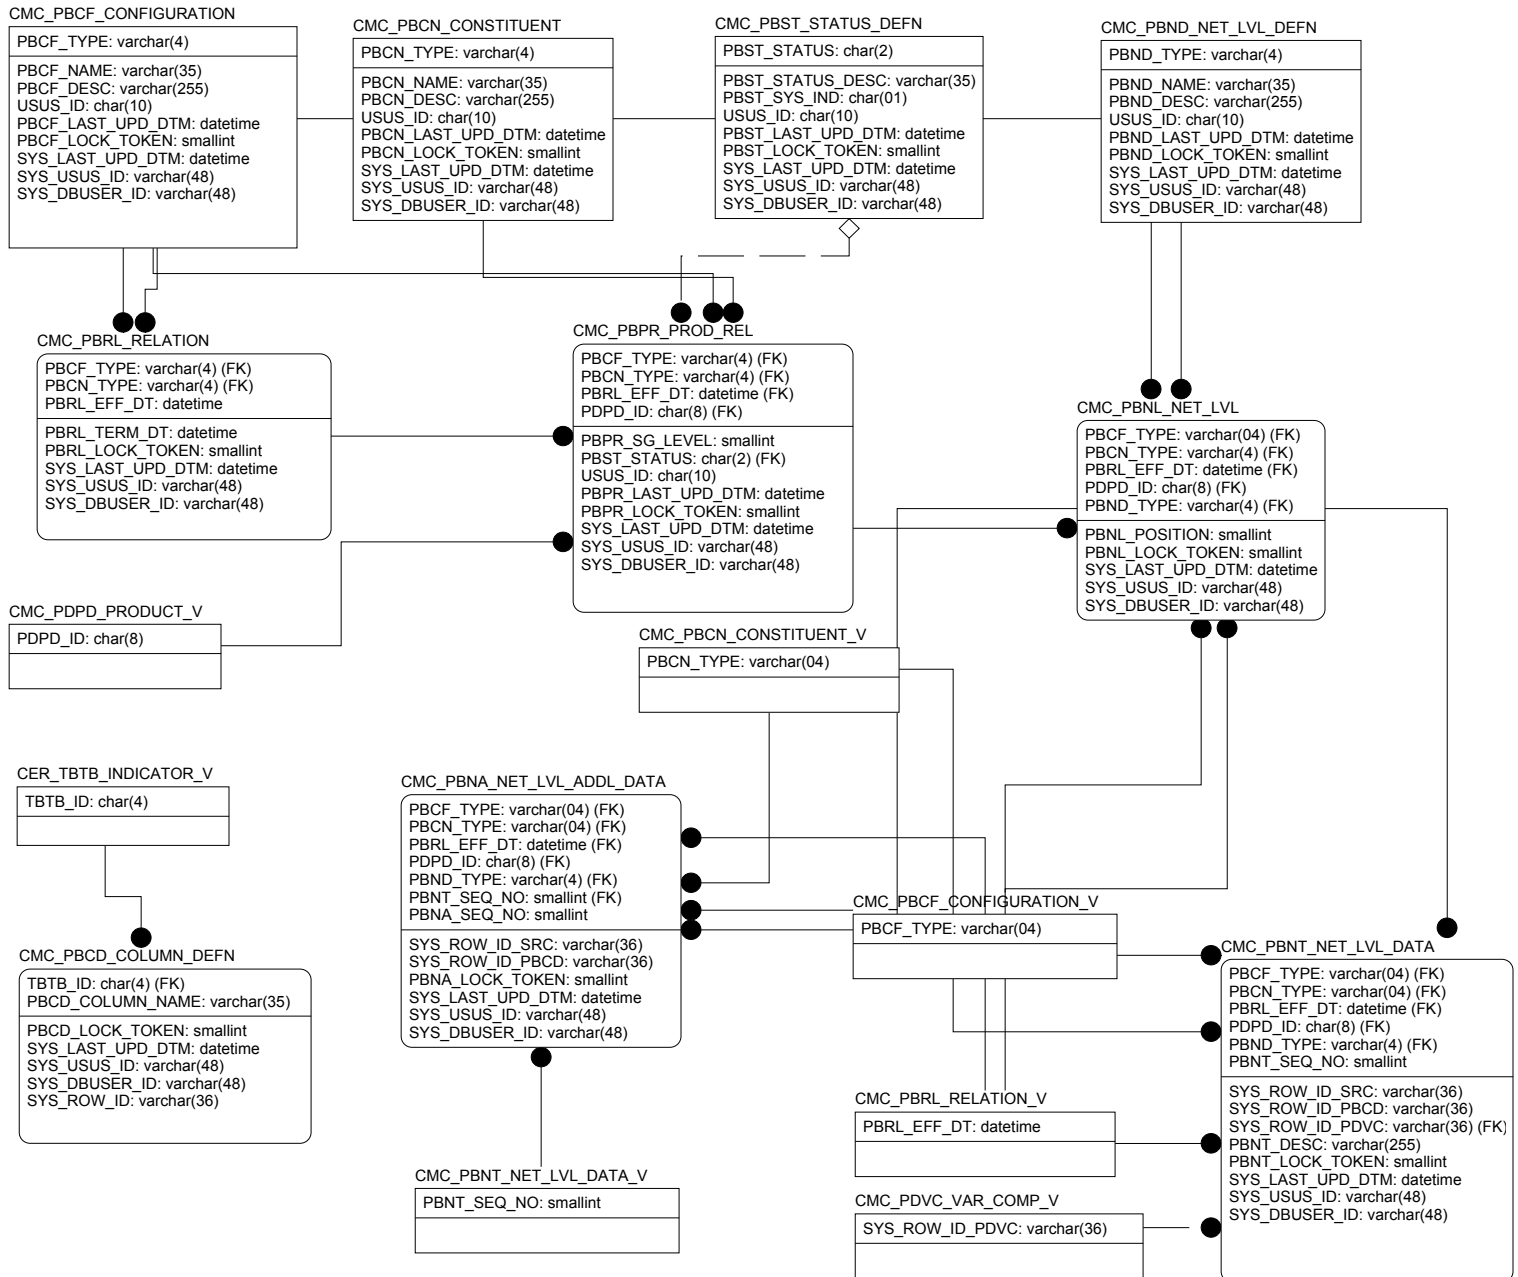 CMC_PBCF_CONFIGURATION
PBCF_TYPE: varchar(4)
PBCF_NAME: varchar(35)
PBCF_DESC: varchar(255)
USUS_ID: char(10)
PBCF_LAST_UPD_DTM: datetime
PBCF_LOCK_TOKEN: smallint
SYS_LAST_UPD_DTM: datetime
SYS_USUS_ID: varchar(48)
SYS_DBUSER_ID: varchar(48)
CMC_PBCN_CONSTITUENT
PBCN_TYPE: varchar(4)
PBCN_NAME: varchar(35)
PBCN_DESC: varchar(255)
USUS_ID: char(10)
PBCN_LAST_UPD_DTM: datetime
PBCN_LOCK_TOKEN: smallint
SYS_LAST_UPD_DTM: datetime
SYS_USUS_ID: varchar(48)
SYS_DBUSER_ID: varchar(48)
CMC_PBST_STATUS_DEFN
PBST_STATUS: char(2)
PBST_STATUS_DESC: varchar(35)
PBST_SYS_IND: char(01)
USUS_ID: char(10)
PBST_LAST_UPD_DTM: datetime
PBST_LOCK_TOKEN: smallint
SYS_LAST_UPD_DTM: datetime
SYS_USUS_ID: varchar(48)
SYS_DBUSER_ID: varchar(48)
CMC_PBND_NET_LVL_DEFN
PBND_TYPE: varchar(4)
PBND_NAME: varchar(35)
PBND_DESC: varchar(255)
USUS_ID: char(10)
PBND_LAST_UPD_DTM: datetime
PBND_LOCK_TOKEN: smallint
SYS_LAST_UPD_DTM: datetime
SYS_USUS_ID: varchar(48)
SYS_DBUSER_ID: varchar(48)
CMC_PBRL_RELATION
PBCF_TYPE: varchar(4) (FK)
PBCN_TYPE: varchar(4) (FK)
PBRL_EFF_DT: datetime
PBRL_TERM_DT: datetime
PBRL_LOCK_TOKEN: smallint
SYS_LAST_UPD_DTM: datetime
SYS_USUS_ID: varchar(48)
SYS_DBUSER_ID: varchar(48)
CMC_PBPR_PROD_REL
PBCF_TYPE: varchar(4) (FK)
PBCN_TYPE: varchar(4) (FK)
PBRL_EFF_DT: datetime (FK)
PDPD_ID: char(8) (FK)
PBPR_SG_LEVEL: smallint
PBST_STATUS: char(2) (FK)
USUS_ID: char(10)
PBPR_LAST_UPD_DTM: datetime
PBPR_LOCK_TOKEN: smallint
SYS_LAST_UPD_DTM: datetime
SYS_USUS_ID: varchar(48)
SYS_DBUSER_ID: varchar(48)
CMC_PBNL_NET_LVL
PBCF_TYPE: varchar(04) (FK)
PBCN_TYPE: varchar(4) (FK)
PBRL_EFF_DT: datetime (FK)
PDPD_ID: char(8) (FK)
PBND_TYPE: varchar(4) (FK)
PBNL_POSITION: smallint
PBNL_LOCK_TOKEN: smallint
SYS_LAST_UPD_DTM: datetime
SYS_USUS_ID: varchar(48)
SYS_DBUSER_ID: varchar(48)
CMC_PDPD_PRODUCT_V
PDPD_ID: char(8)
CMC_PBCN_CONSTITUENT_V
PBCN_TYPE: varchar(04)
CER_TBTB_INDICATOR_V
TBTB_ID: char(4)
CMC_PBNA_NET_LVL_ADDL_DATA
PBCF_TYPE: varchar(04) (FK)
PBCN_TYPE: varchar(04) (FK)
PBRL_EFF_DT: datetime (FK)
PDPD_ID: char(8) (FK)
PBND_TYPE: varchar(4) (FK)
PBNT_SEQ_NO: smallint (FK)
PBNA_SEQ_NO: smallint
SYS_ROW_ID_SRC: varchar(36)
SYS_ROW_ID_PBCD: varchar(36)
PBNA_LOCK_TOKEN: smallint
SYS_LAST_UPD_DTM: datetime
SYS_USUS_ID: varchar(48)
SYS_DBUSER_ID: varchar(48)
CMC_PBCF_CONFIGURATION_V
PBCF_TYPE: varchar(04)
CMC_PBCD_COLUMN_DEFN
TBTB_ID: char(4) (FK)
PBCD_COLUMN_NAME: varchar(35)
PBCD_LOCK_TOKEN: smallint
SYS_LAST_UPD_DTM: datetime
SYS_USUS_ID: varchar(48)
SYS_DBUSER_ID: varchar(48)
SYS_ROW_ID: varchar(36)
CMC_PBNT_NET_LVL_DATA
PBCF_TYPE: varchar(04) (FK)
PBCN_TYPE: varchar(04) (FK)
PBRL_EFF_DT: datetime (FK)
PDPD_ID: char(8) (FK)
PBND_TYPE: varchar(4) (FK)
PBNT_SEQ_NO: smallint
SYS_ROW_ID_SRC: varchar(36)
SYS_ROW_ID_PBCD: varchar(36)
SYS_ROW_ID_PDVC: varchar(36) (FK)
PBNT_DESC: varchar(255)
PBNT_LOCK_TOKEN: smallint
SYS_LAST_UPD_DTM: datetime
SYS_USUS_ID: varchar(48)
SYS_DBUSER_ID: varchar(48)
CMC_PBRL_RELATION_V
PBRL_EFF_DT: datetime
CMC_PBNT_NET_LVL_DATA_V
PBNT_SEQ_NO: smallint
CMC_PDVC_VAR_COMP_V
SYS_ROW_ID_PDVC: varchar(36)